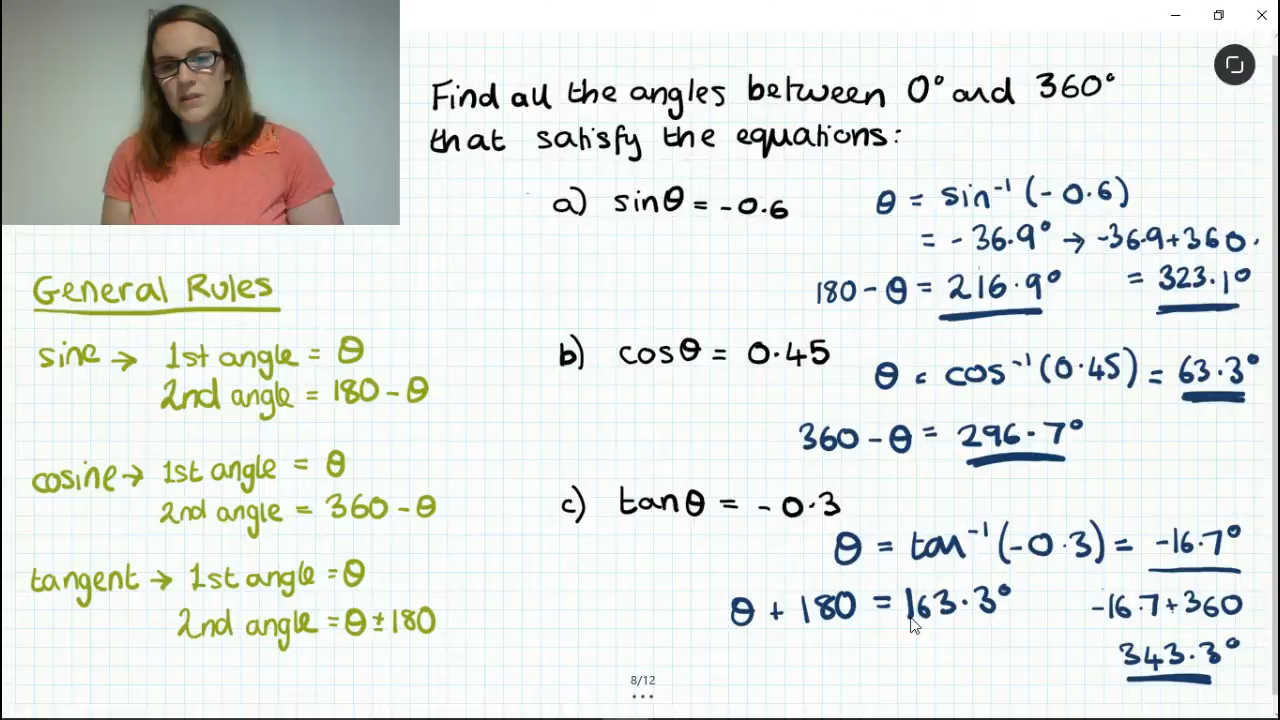 Find all the angles between 0° and 360°
that satisfy the equations:
a) sinθ = -0.6
θ = sin⁻¹(-0.6)
= -36.9° → -36.9+360.
180 - θ = 216.9°
= 323.1°
General Rules
sine → 1st angle = θ
2nd angle = 180 - θ
cosine → 1st angle = θ
2nd angle = 360 - θ
tangent → 1st angle = θ
2nd angle = θ ± 180
b) cosθ = 0.45
θ = cos⁻¹(0.45) = 63.3°
360 - θ = 296.7°
c) tanθ = -0.3
θ = tan⁻¹(-0.3) = -16.7°
θ + 180 = 163.3°
-16.7+360
343.3°
8/12